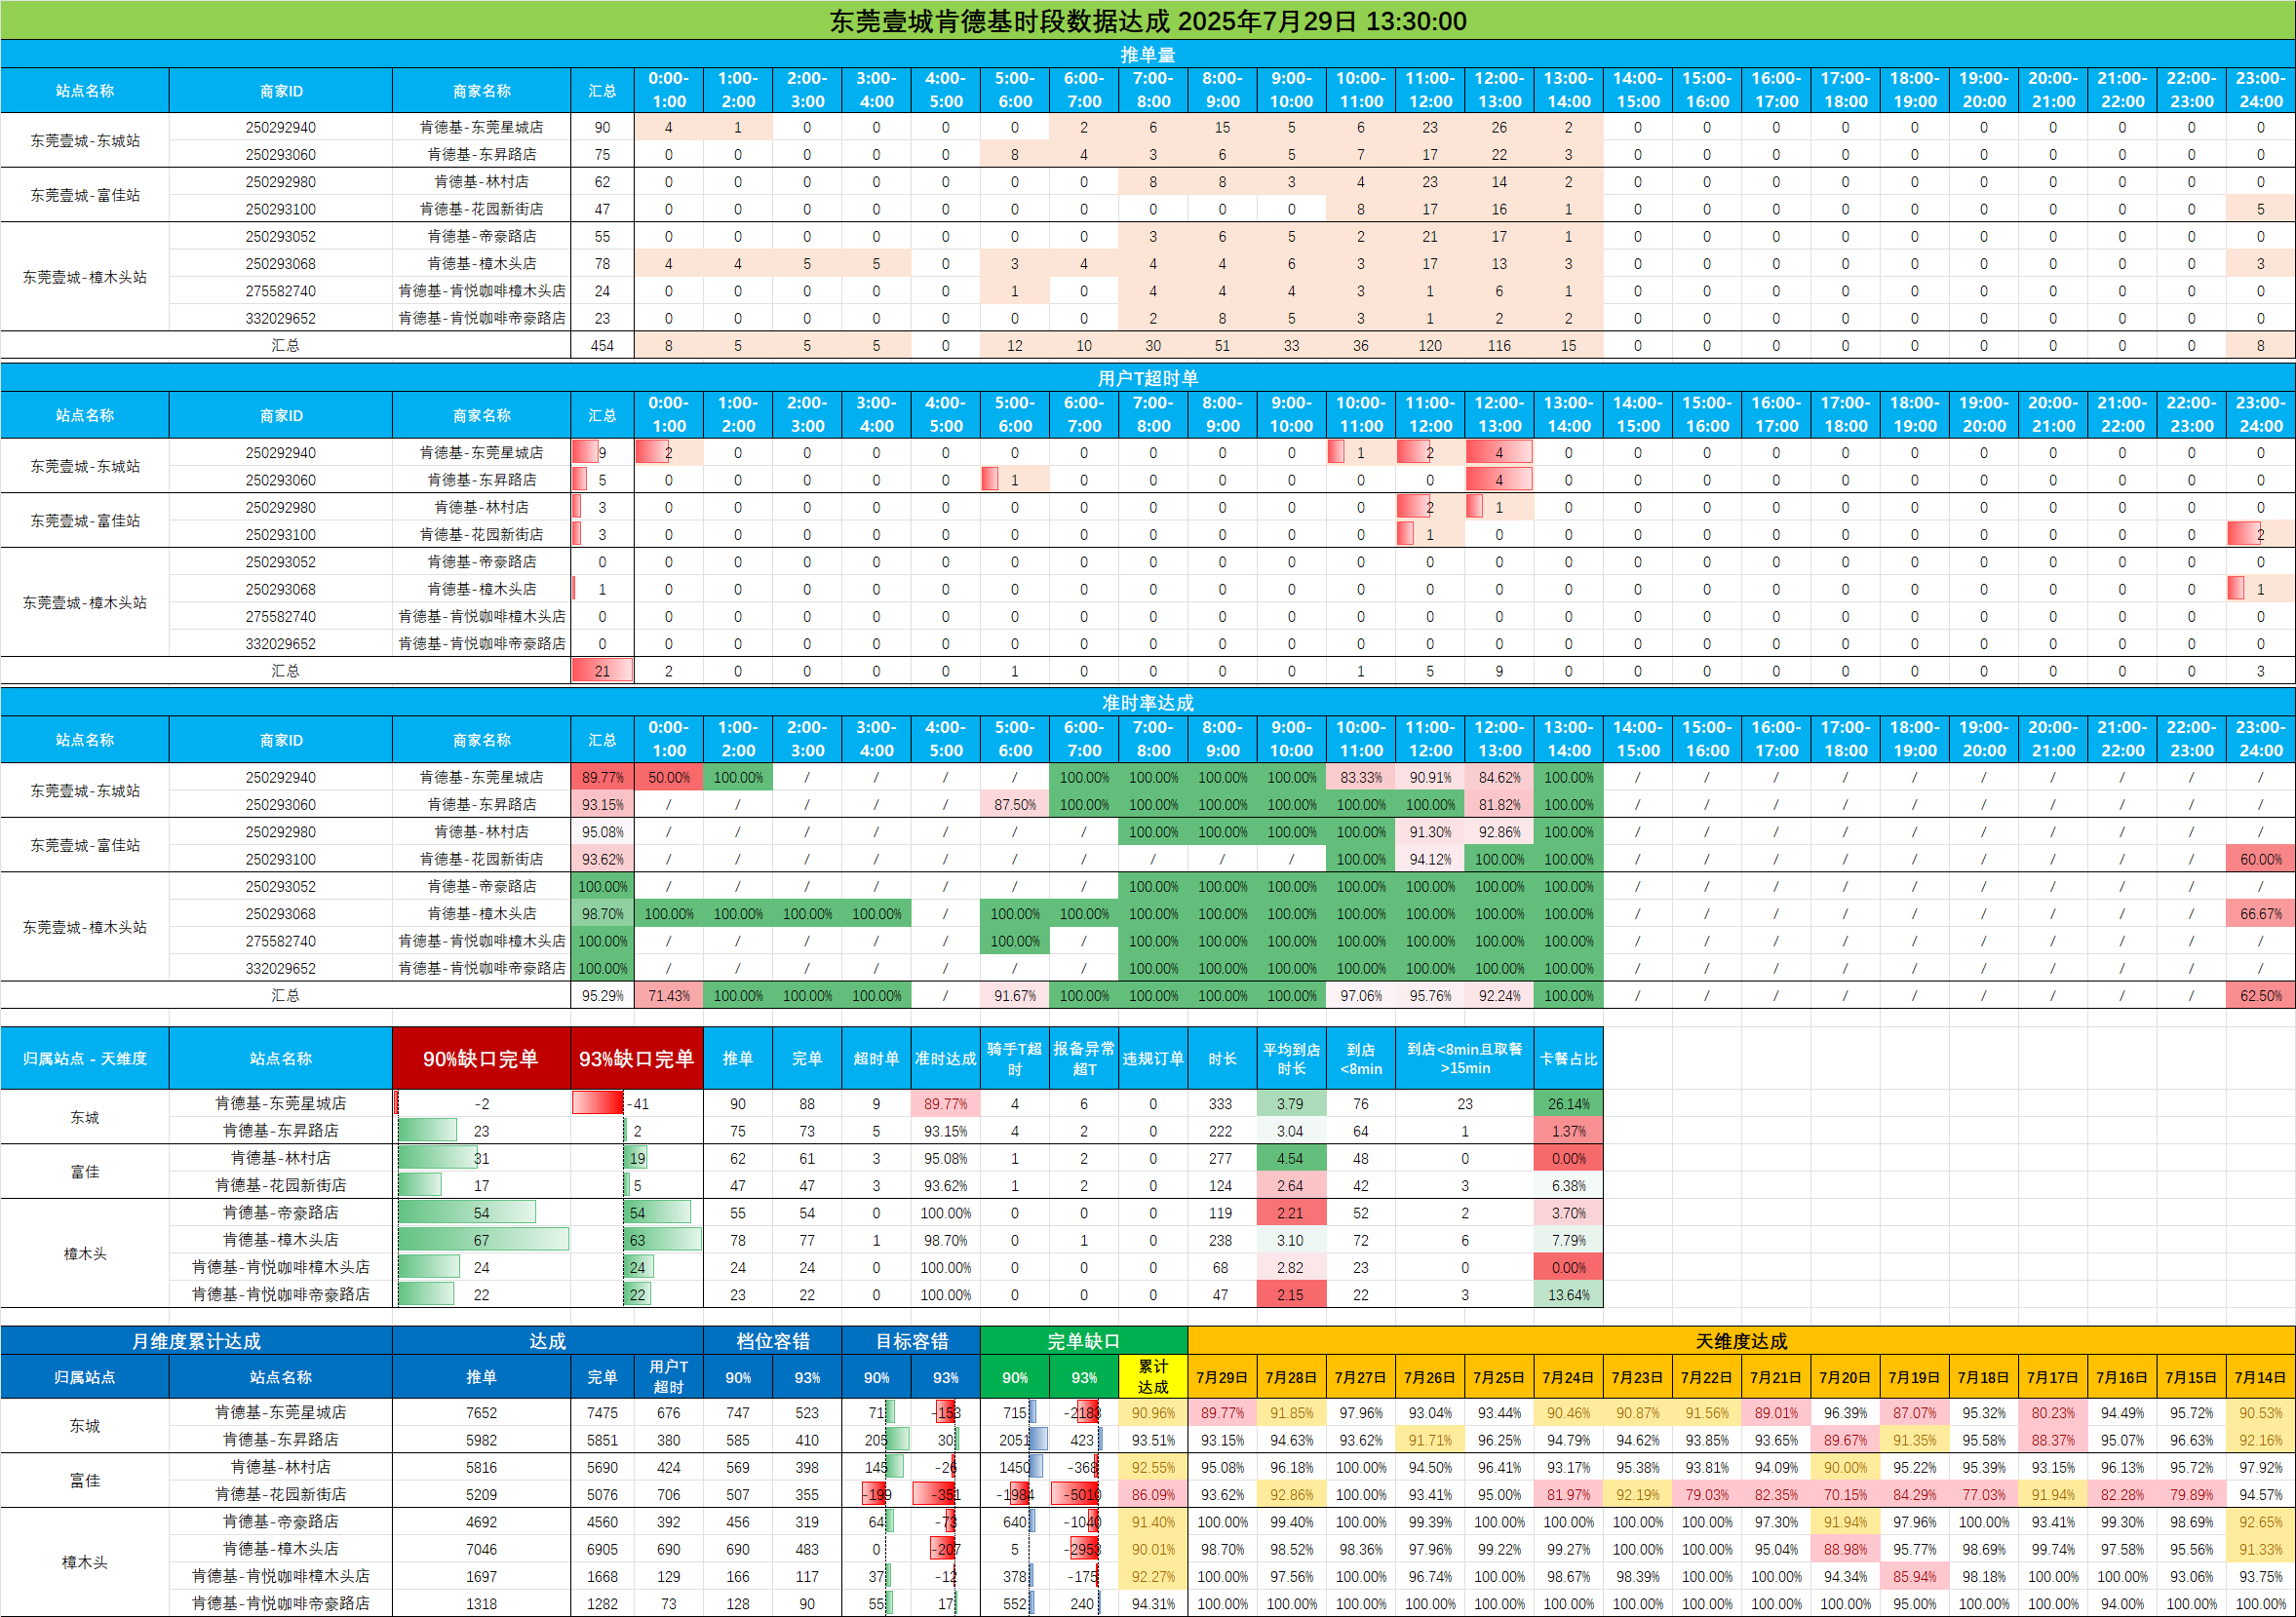 东莞壹城肯德基时段数据达成 2025年7月29日 13:30:00
推单量
站点名称 商家ID 商家名称 汇总 0:00-1:00 1:00-2:00 2:00-3:00 3:00-4:00 4:00-5:00 5:00-6:00 6:00-7:00 7:00-8:00 8:00-9:00 9:00-10:00 10:00-11:00 11:00-12:00 12:00-13:00 13:00-14:00 14:00-15:00 15:00-16:00 16:00-17:00 17:00-18:00 18:00-19:00 19:00-20:00 20:00-21:00 21:00-22:00 22:00-23:00 23:00-24:00
东莞壹城-东城站 250292940 肯德基-东莞星城店 90 4 1 0 0 0 0 2 6 15 5 6 23 26 2 0 0 0 0 0 0 0 0 0 0
250293060 肯德基-东昇路店 75 0 0 0 0 0 8 4 3 6 5 7 17 22 3 0 0 0 0 0 0 0 0 0 0
东莞壹城-富佳站 250292980 肯德基-林村店 62 0 0 0 0 0 0 0 8 8 3 4 23 14 2 0 0 0 0 0 0 0 0 0 0
250293100 肯德基-花园新街店 47 0 0 0 0 0 0 0 0 0 0 8 17 16 1 0 0 0 0 0 0 0 0 0 5
东莞壹城-樟木头站 250293052 肯德基-帝豪路店 55 0 0 0 0 0 0 0 3 6 5 2 21 17 1 0 0 0 0 0 0 0 0 0 0
250293068 肯德基-樟木头店 78 4 4 5 5 0 3 4 4 4 6 3 17 13 3 0 0 0 0 0 0 0 0 0 3
275582740 肯德基-肯悦咖啡樟木头店 24 0 0 0 0 0 1 0 4 4 4 3 1 6 1 0 0 0 0 0 0 0 0 0 0
332029652 肯德基-肯悦咖啡帝豪路店 23 0 0 0 0 0 0 0 2 8 5 3 1 2 2 0 0 0 0 0 0 0 0 0 0
汇总 454 8 5 5 5 0 12 10 30 51 33 36 120 116 15 0 0 0 0 0 0 0 0 0 8
用户T超时单
站点名称 商家ID 商家名称 汇总 0:00-1:00 1:00-2:00 2:00-3:00 3:00-4:00 4:00-5:00 5:00-6:00 6:00-7:00 7:00-8:00 8:00-9:00 9:00-10:00 10:00-11:00 11:00-12:00 12:00-13:00 13:00-14:00 14:00-15:00 15:00-16:00 16:00-17:00 17:00-18:00 18:00-19:00 19:00-20:00 20:00-21:00 21:00-22:00 22:00-23:00 23:00-24:00
东莞壹城-东城站 250292940 肯德基-东莞星城店 9 2 0 0 0 0 0 0 0 0 0 1 2 4 0 0 0 0 0 0 0 0 0 0 0
250293060 肯德基-东昇路店 5 0 0 0 0 0 1 0 0 0 0 0 0 4 0 0 0 0 0 0 0 0 0 0 0
东莞壹城-富佳站 250292980 肯德基-林村店 3 0 0 0 0 0 0 0 0 0 0 0 2 1 0 0 0 0 0 0 0 0 0 0 0
250293100 肯德基-花园新街店 3 0 0 0 0 0 0 0 0 0 0 0 1 0 0 0 0 0 0 0 0 0 0 0 2
东莞壹城-樟木头站 250293052 肯德基-帝豪路店 0 0 0 0 0 0 0 0 0 0 0 0 0 0 0 0 0 0 0 0 0 0 0 0 0
250293068 肯德基-樟木头店 1 0 0 0 0 0 0 0 0 0 0 0 0 0 0 0 0 0 0 0 0 0 0 0 1
275582740 肯德基-肯悦咖啡樟木头店 0 0 0 0 0 0 0 0 0 0 0 0 0 0 0 0 0 0 0 0 0 0 0 0 0
332029652 肯德基-肯悦咖啡帝豪路店 0 0 0 0 0 0 0 0 0 0 0 0 0 0 0 0 0 0 0 0 0 0 0 0 0
汇总 21 2 0 0 0 0 1 0 0 0 0 1 5 9 0 0 0 0 0 0 0 0 0 0 3
准时率达成
站点名称 商家ID 商家名称 汇总 0:00-1:00 1:00-2:00 2:00-3:00 3:00-4:00 4:00-5:00 5:00-6:00 6:00-7:00 7:00-8:00 8:00-9:00 9:00-10:00 10:00-11:00 11:00-12:00 12:00-13:00 13:00-14:00 14:00-15:00 15:00-16:00 16:00-17:00 17:00-18:00 18:00-19:00 19:00-20:00 20:00-21:00 21:00-22:00 22:00-23:00 23:00-24:00
东莞壹城-东城站 250292940 肯德基-东莞星城店 89.77% 50.00% 100.00% / / / / 100.00% 100.00% 100.00% 100.00% 83.33% 90.91% 84.62% 100.00% / / / / / / / / / /
250293060 肯德基-东昇路店 93.15% / / / / / 87.50% 100.00% 100.00% 100.00% 100.00% 100.00% 100.00% 81.82% 100.00% / / / / / / / / / /
东莞壹城-富佳站 250292980 肯德基-林村店 95.08% / / / / / / / 100.00% 100.00% 100.00% 100.00% 91.30% 92.86% 100.00% / / / / / / / / / /
250293100 肯德基-花园新街店 93.62% / / / / / / / / / / 100.00% 94.12% 100.00% 100.00% / / / / / / / / / 60.00%
东莞壹城-樟木头站 250293052 肯德基-帝豪路店 100.00% / / / / / / / 100.00% 100.00% 100.00% 100.00% 100.00% 100.00% 100.00% / / / / / / / / / /
250293068 肯德基-樟木头店 98.70% 100.00% 100.00% 100.00% 100.00% / 100.00% 100.00% 100.00% 100.00% 100.00% 100.00% 100.00% 100.00% 100.00% / / / / / / / / / 66.67%
275582740 肯德基-肯悦咖啡樟木头店 100.00% / / / / / 100.00% / 100.00% 100.00% 100.00% 100.00% 100.00% 100.00% 100.00% / / / / / / / / / /
332029652 肯德基-肯悦咖啡帝豪路店 100.00% / / / / / / / 100.00% 100.00% 100.00% 100.00% 100.00% 100.00% 100.00% / / / / / / / / / /
汇总 95.29% 71.43% 100.00% 100.00% 100.00% / 91.67% 100.00% 100.00% 100.00% 100.00% 97.06% 95.76% 92.24% 100.00% / / / / / / / / / 62.50%
归属站点 - 天维度 站点名称 90%缺口完单 93%缺口完单 推单 完单 超时单 准时达成 骑手T超时 报备异常超T 违规订单 时长 平均到店时长 到店<8min 到店<8min且取餐>15min 卡餐占比
东城 肯德基-东莞星城店 -2 -41 90 88 9 89.77% 4 6 0 333 3.79 76 23 26.14%
肯德基-东昇路店 23 2 75 73 5 93.15% 4 2 0 222 3.04 64 1 1.37%
富佳 肯德基-林村店 31 19 62 61 3 95.08% 1 2 0 277 4.54 48 0 0.00%
肯德基-花园新街店 17 5 47 47 3 93.62% 1 2 0 124 2.64 42 3 6.38%
樟木头 肯德基-帝豪路店 54 54 55 54 0 100.00% 0 0 0 119 2.21 52 2 3.70%
肯德基-樟木头店 67 63 78 77 1 98.70% 0 1 0 238 3.10 72 6 7.79%
肯德基-肯悦咖啡樟木头店 24 24 24 24 0 100.00% 0 0 0 68 2.82 23 0 0.00%
肯德基-肯悦咖啡帝豪路店 22 22 23 22 0 100.00% 0 0 0 47 2.15 22 3 13.64%
月维度累计达成 达成 档位容错 目标容错 完单缺口 天维度达成
归属站点 站点名称 推单 完单 用户T超时 90% 93% 90% 93% 90% 93% 累计达成 7月29日 7月28日 7月27日 7月26日 7月25日 7月24日 7月23日 7月22日 7月21日 7月20日 7月19日 7月18日 7月17日 7月16日 7月15日 7月14日
东城 肯德基-东莞星城店 7652 7475 676 747 523 71 -153 715 -2183 90.96% 89.77% 91.85% 97.96% 93.04% 93.44% 90.46% 90.87% 91.56% 89.01% 96.39% 87.07% 95.32% 80.23% 94.49% 95.72% 90.53%
肯德基-东昇路店 5982 5851 380 585 410 205 30 2051 423 93.51% 93.15% 94.63% 93.62% 91.71% 96.25% 94.79% 94.62% 93.85% 93.65% 89.67% 91.35% 95.58% 88.37% 95.07% 96.63% 92.16%
富佳 肯德基-林村店 5816 5690 424 569 398 145 -26 1450 -368 92.55% 95.08% 96.18% 100.00% 94.50% 96.41% 93.17% 95.38% 93.81% 94.09% 90.00% 95.22% 95.39% 93.15% 96.13% 95.72% 97.92%
肯德基-花园新街店 5209 5076 706 507 355 -199 -351 -1984 -5010 86.09% 93.62% 92.86% 100.00% 93.41% 95.00% 81.97% 92.19% 79.03% 82.35% 70.15% 84.29% 77.03% 91.94% 82.28% 79.89% 94.57%
樟木头 肯德基-帝豪路店 4692 4560 392 456 319 64 -73 640 -1040 91.40% 100.00% 99.40% 100.00% 99.39% 100.00% 100.00% 100.00% 100.00% 97.30% 91.94% 97.96% 100.00% 93.41% 99.30% 98.69% 92.65%
肯德基-樟木头店 7046 6905 690 690 483 0 -207 5 -2953 90.01% 98.70% 98.52% 98.36% 97.96% 99.22% 99.27% 100.00% 100.00% 95.04% 88.98% 95.77% 98.69% 99.74% 97.58% 95.56% 91.33%
肯德基-肯悦咖啡樟木头店 1697 1668 129 166 117 37 -12 378 -175 92.27% 100.00% 97.56% 100.00% 96.74% 100.00% 98.67% 98.39% 100.00% 100.00% 94.34% 85.94% 98.18% 100.00% 100.00% 93.06% 93.75%
肯德基-肯悦咖啡帝豪路店 1318 1282 73 128 90 55 17 552 240 94.31% 100.00% 100.00% 100.00% 100.00% 100.00% 100.00% 100.00% 100.00% 100.00% 100.00% 95.00% 100.00% 100.00% 94.00% 100.00% 100.00%